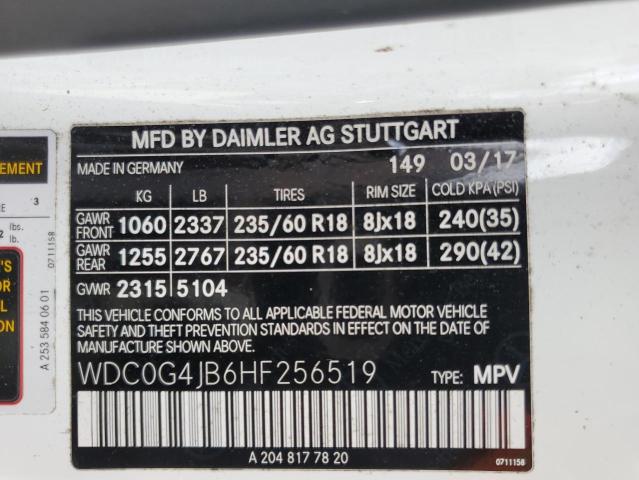 MFD BY DAIMLER AG STUTTGART
MADE IN GERMANY 149 03/17
KG LB TIRES RIM SIZE COLD KPA(PSI)
GAWR FRONT 1060 2337 235/60 R18 8Jx18 240(35)
GAWR REAR 1255 2767 235/60 R18 8Jx18 290(42)
GVWR 2315 5104
THIS VEHICLE CONFORMS TO ALL APPLICABLE FEDERAL MOTOR VEHICLE
SAFETY AND THEFT PREVENTION STANDARDS IN EFFECT ON THE DATE OF
MANUFACTURE SHOWN ABOVE.
WDC0G4JB6HF256519 TYPE: MPV
A 204 817 78 20
0711158
EMENT
3
lbs.
lb.
0711158
A 253 584 06 01